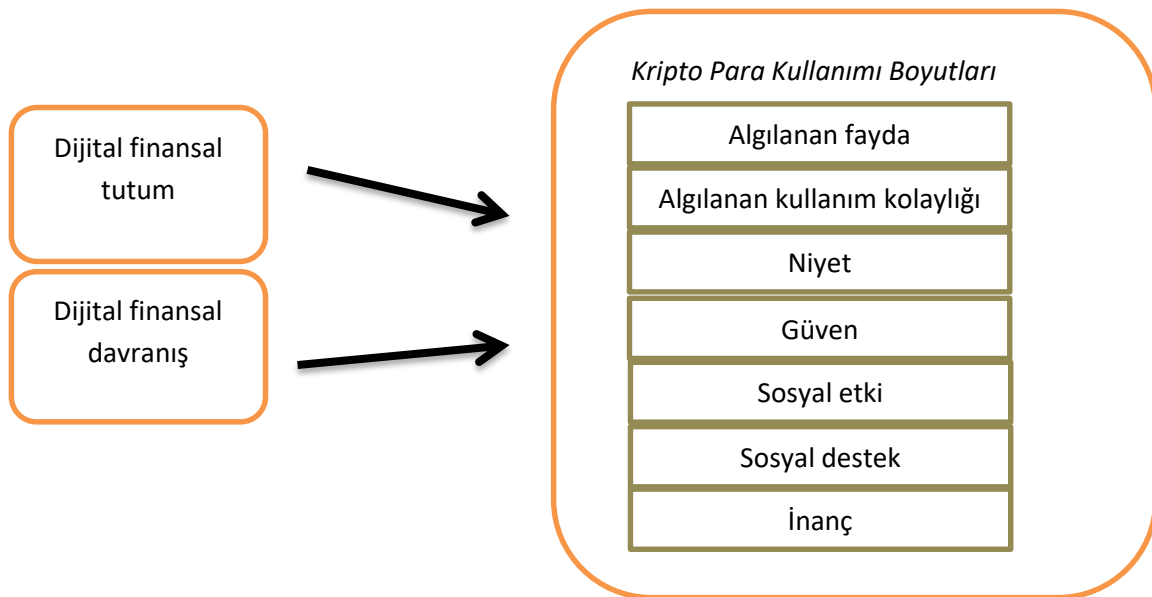 Dijital finansal
tutum
Dijital finansal
davranış
Kripto Para Kullanımı Boyutları
Algılanan fayda
Algılanan kullanım kolaylığı
Niyet
Güven
Sosyal etki
Sosyal destek
İnanç